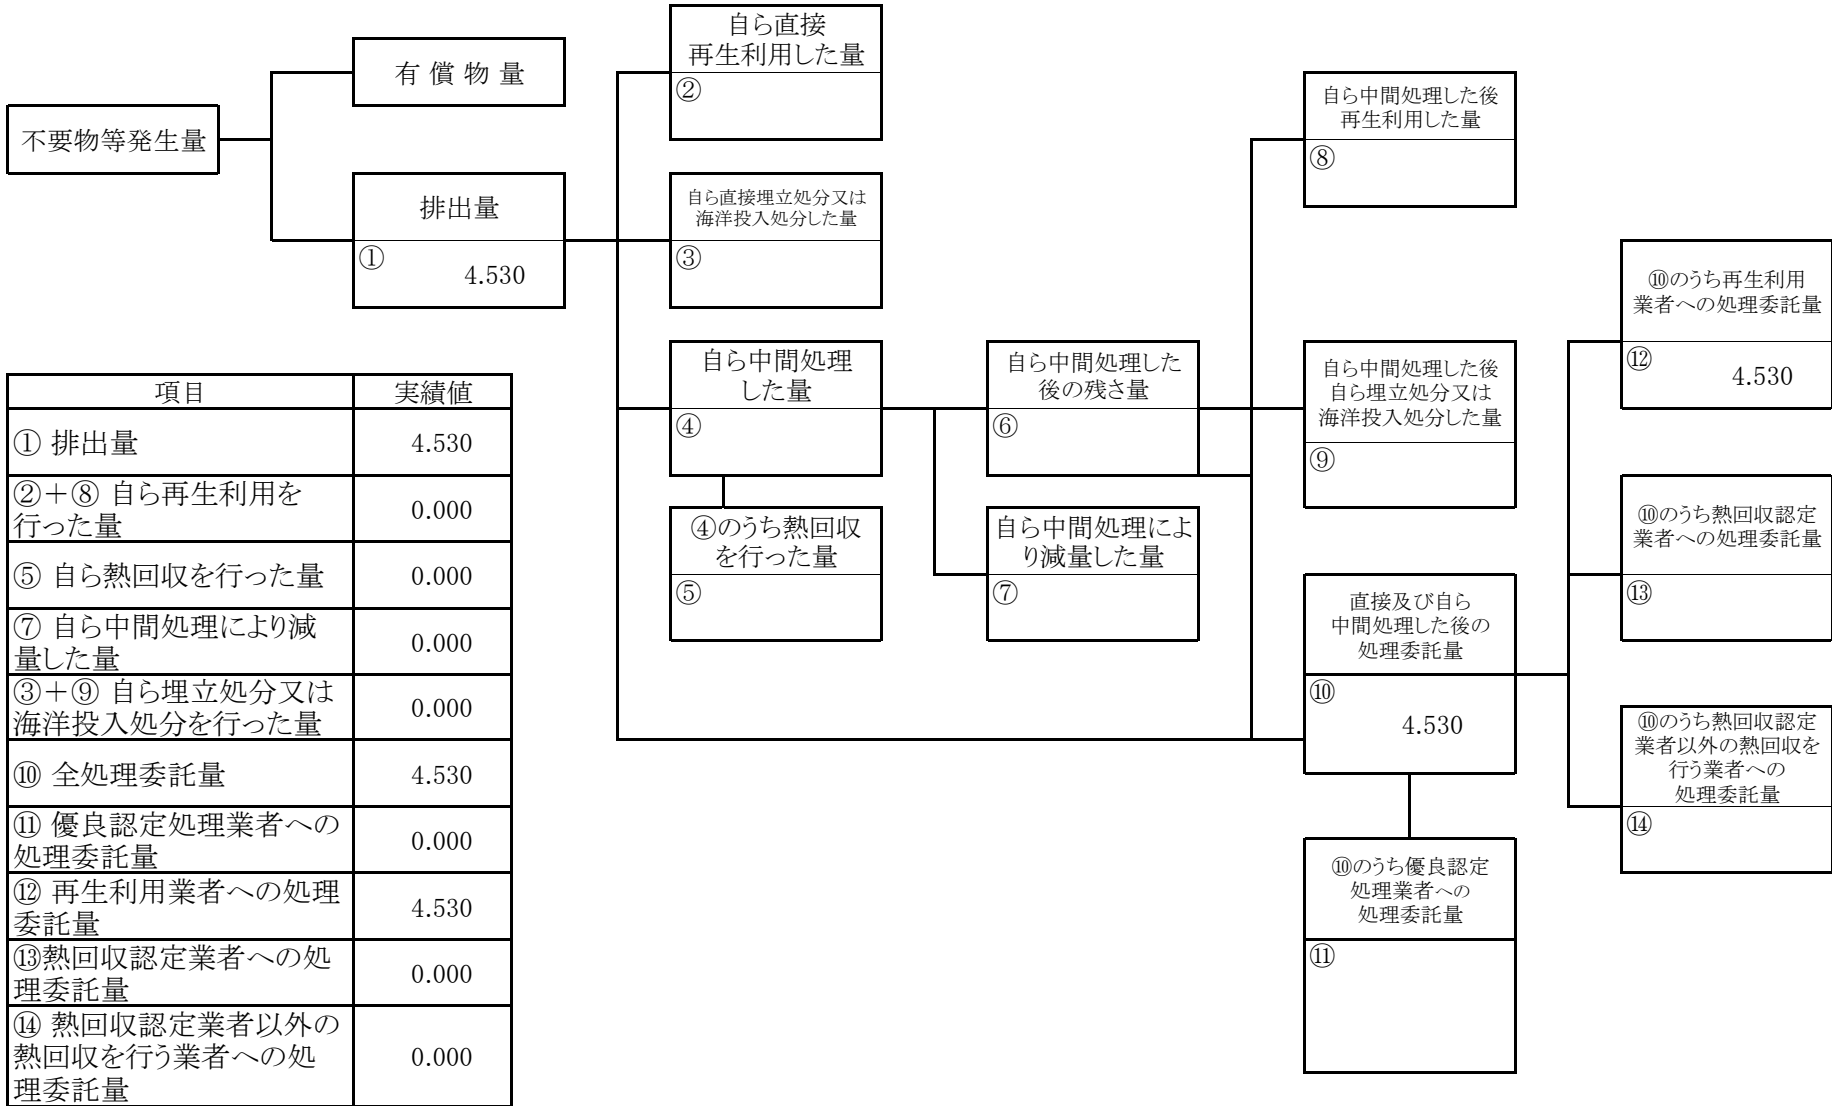 自ら直接
再生利用した量
②
有 償 物 量
不要物等発生量
排出量
①
4.530
自ら直接埋立処分又は
海洋投入処分した量
③
自ら中間処理した後
再生利用した量
⑧
自ら中間処理
した量
④
自ら中間処理した
後の残さ量
⑥
自ら中間処理した後
自ら埋立処分又は
海洋投入処分した量
⑨
⑩のうち再生利用
業者への処理委託量
⑫
4.530
④のうち熱回収
を行った量
⑤
自ら中間処理によ
り減量した量
⑦
⑩のうち熱回収認定
業者への処理委託量
⑬
直接及び自ら
中間処理した後の
処理委託量
⑩
4.530
⑩のうち熱回収認定
業者以外の熱回収を
行う業者への
処理委託量
⑭
⑩のうち優良認定
処理業者への
処理委託量
⑪
項目 実績値
① 排出量 4.530
②+⑧ 自ら再生利用を
行った量 0.000
⑤ 自ら熱回収を行った量 0.000
⑦ 自ら中間処理により減
量した量 0.000
③+⑨ 自ら埋立処分又は
海洋投入処分を行った量 0.000
⑩ 全処理委託量 4.530
⑪ 優良認定処理業者への
処理委託量 0.000
⑫ 再生利用業者への処理
委託量 4.530
⑬熱回収認定業者への処
理委託量 0.000
⑭ 熱回収認定業者以外の
熱回収を行う業者への処
理委託量 0.000